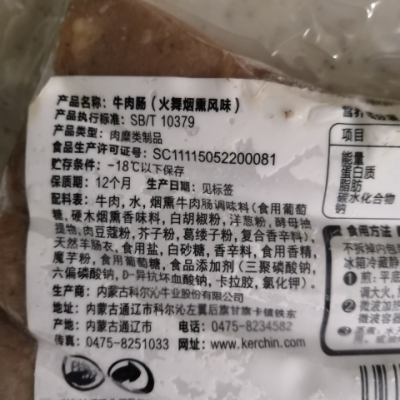 产品名称：牛肉肠（火舞烟熏风味）
产品执行标准：SB/T 10379
产品类型：肉糜类制品
食品生产许可证号：SC11115052200081
贮存条件：-18℃以下保存
保质期：12个月 生产日期：见标签
配料表：牛肉，水，烟熏牛肉肠调味料（食用葡萄
糖，硬木烟熏香味料，白胡椒粉，洋葱粉，酵母抽
提物，肉豆蔻粉，芥子粉，葛缕子粉，复合香辛料），
天然羊肠衣，食用盐，白砂糖，香辛料，食用香精，
魔芋粉，食用葡萄糖，食品添加剂（三聚磷酸钠，
六偏磷酸钠，D-异抗坏血酸钠，卡拉胶，氯化钾）。
生产商：内蒙古科尔沁牛业股份有限公司
地址：内蒙古通辽市科尔沁左翼后旗甘旗卡镇铁东
产地：内蒙古通辽市 电话：0475-8234582
传真：0475-8251033 网址：www.kerchin.com
项目
能量
蛋白质
脂肪
碳水化合物
钠
食用方法